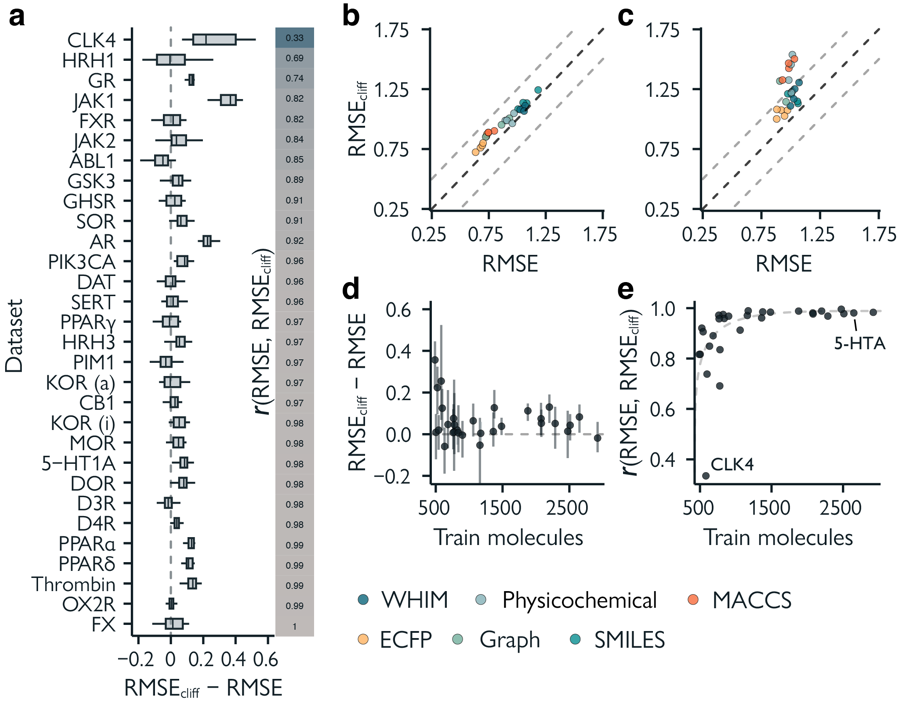 a
Dataset
CLK4 0.33
HRH1 0.69
GR 0.74
JAK1 0.82
FXR 0.82
JAK2 0.84
ABL1 0.85
GSK3 0.89
GHSR 0.91
SOR 0.91
AR 0.92
PIK3CA 0.96
DAT 0.96
SERT 0.96
PPARγ 0.97
HRH3 0.97
PIM1 0.97
KOR (a) 0.97
CB1 0.97
KOR (i) 0.98
MOR 0.98
5−HT1A 0.98
DOR 0.98
D3R 0.98
D4R 0.98
PPARα 0.99
PPARδ 0.99
Thrombin 0.99
OX2R 0.99
FX 1
r(RMSE, RMSEcliff)
−0.2 0 0.2 0.4 0.6
RMSEcliff − RMSE
b
RMSEcliff
1.75
1.25
0.75
0.25
0.25 0.75 1.25 1.75
RMSE
c
1.75
1.25
0.75
0.25
0.25 0.75 1.25 1.75
RMSE
d
RMSEcliff − RMSE
0.6
0.4
0.2
0.0
−0.2
500 1500 2500
Train molecules
e
r(RMSE, RMSEcliff)
1.0
0.8
0.6
0.4
5-HTA
CLK4
500 1500 2500
Train molecules
WHIM Physicochemical MACCS
ECFP Graph SMILES